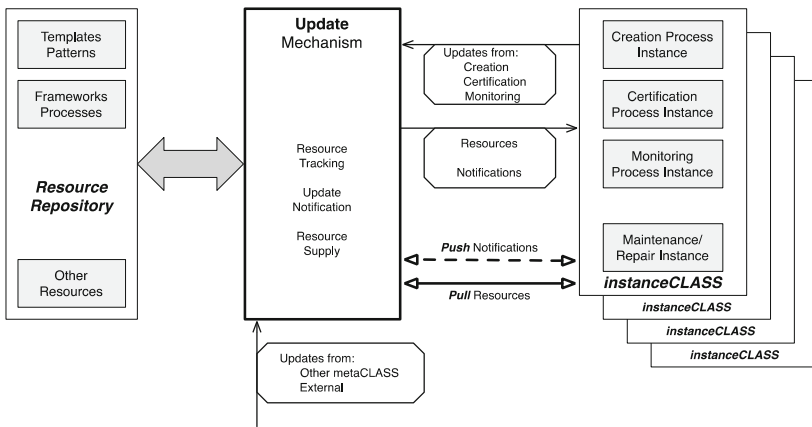 Templates
Patterns
Frameworks
Processes
Resource
Repository
Other
Resources
Update
Mechanism
Resource
Tracking
Update
Notification
Resource
Supply
Updates from:
Creation
Certification
Monitoring
Resources
Notifications
Push Notifications
Pull Resources
Updates from:
Other metaCLASS
External
Creation Process
Instance
Certification
Process Instance
Monitoring
Process Instance
Maintenance/
Repair Instance
instanceCLASS
instanceCLASS
instanceCLASS
instanceCLASS